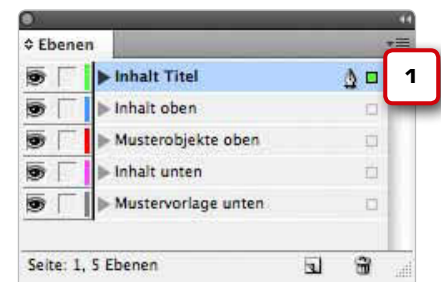 Ebenen
Inhalt Titel
1
Inhalt oben
Musterobjekte oben
Inhalt unten
Mustervorlage unten
Seite: 1, 5 Ebenen